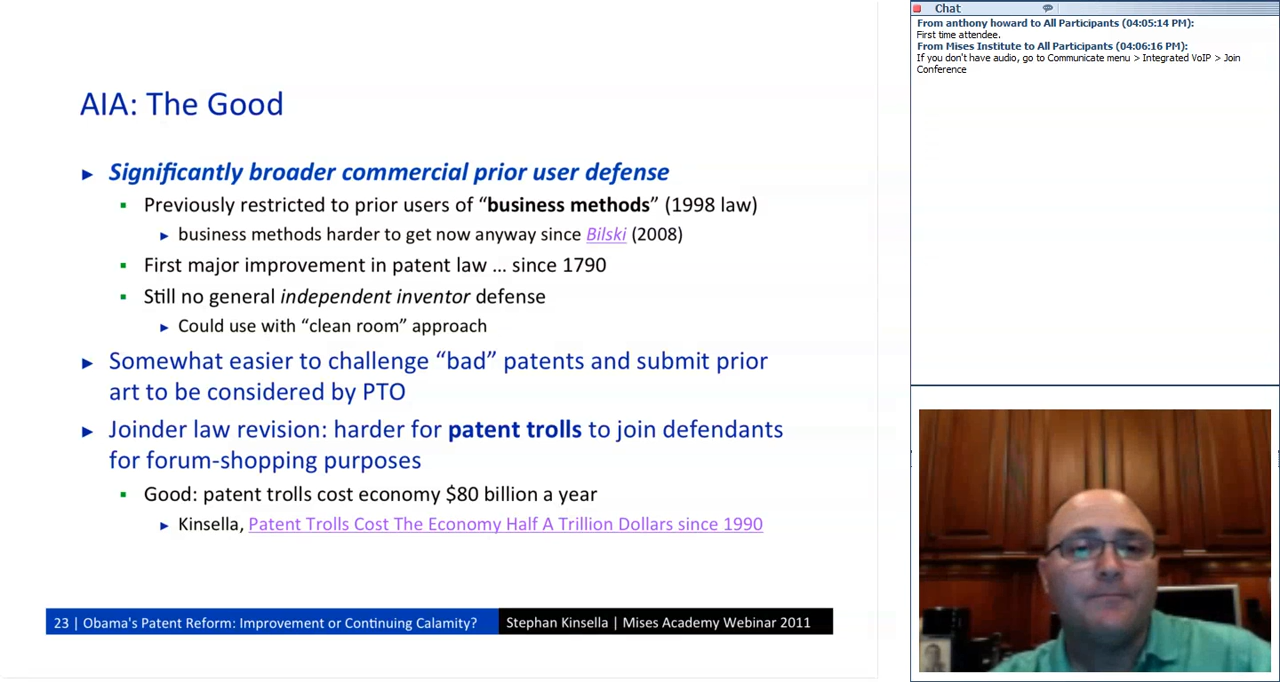 AIA: The Good
► Significantly broader commercial prior user defense
▪ Previously restricted to prior users of “business methods” (1998 law)
► business methods harder to get now anyway since Bilski (2008)
▪ First major improvement in patent law … since 1790
▪ Still no general independent inventor defense
► Could use with “clean room” approach
► Somewhat easier to challenge “bad” patents and submit prior
art to be considered by PTO
► Joinder law revision: harder for patent trolls to join defendants
for forum-shopping purposes
▪ Good: patent trolls cost economy $80 billion a year
► Kinsella, Patent Trolls Cost The Economy Half A Trillion Dollars since 1990
23 | Obama's Patent Reform: Improvement or Continuing Calamity?
Stephan Kinsella | Mises Academy Webinar 2011
Chat
From anthony howard to All Participants (04:05:14 PM):
First time attendee.
From Mises Institute to All Participants (04:06:16 PM):
If you don't have audio, go to Communicate menu > Integrated VoIP > Join
Conference